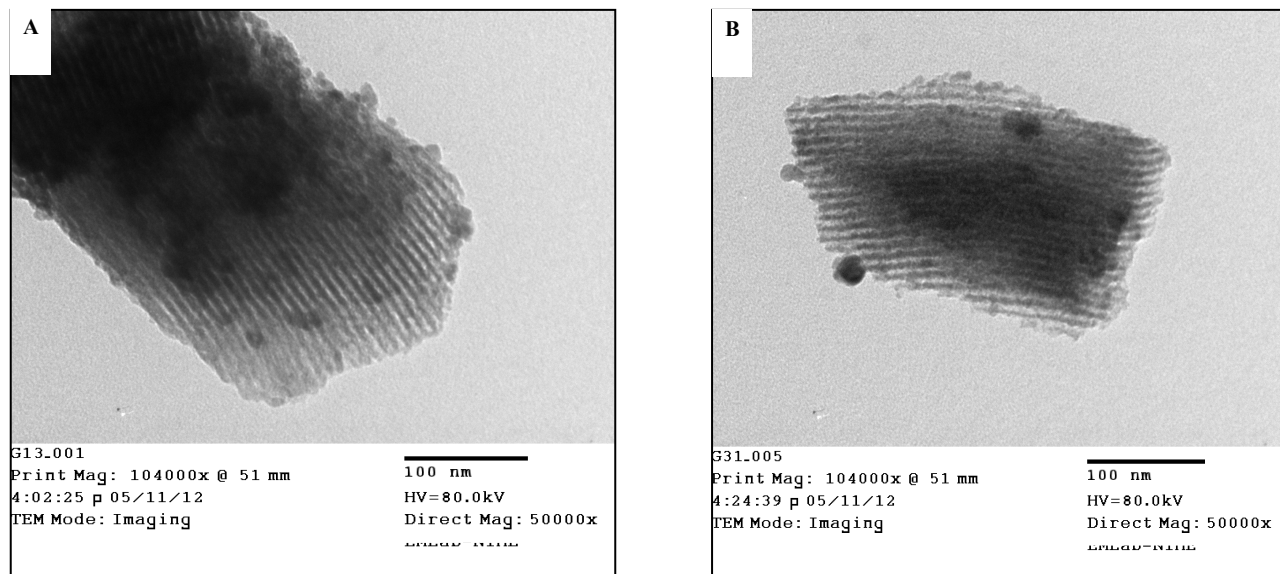 A
G13_001
Print Mag: 104000x @ 51 mm
4:02:25 p 05/11/12
TEM Mode: Imaging
100 nm
HV=80.0kV
Direct Mag: 50000x
B
G31_005
Print Mag: 104000x @ 51 mm
4:24:39 p 05/11/12
TEM Mode: Imaging
100 nm
HV=80.0kV
Direct Mag: 50000x